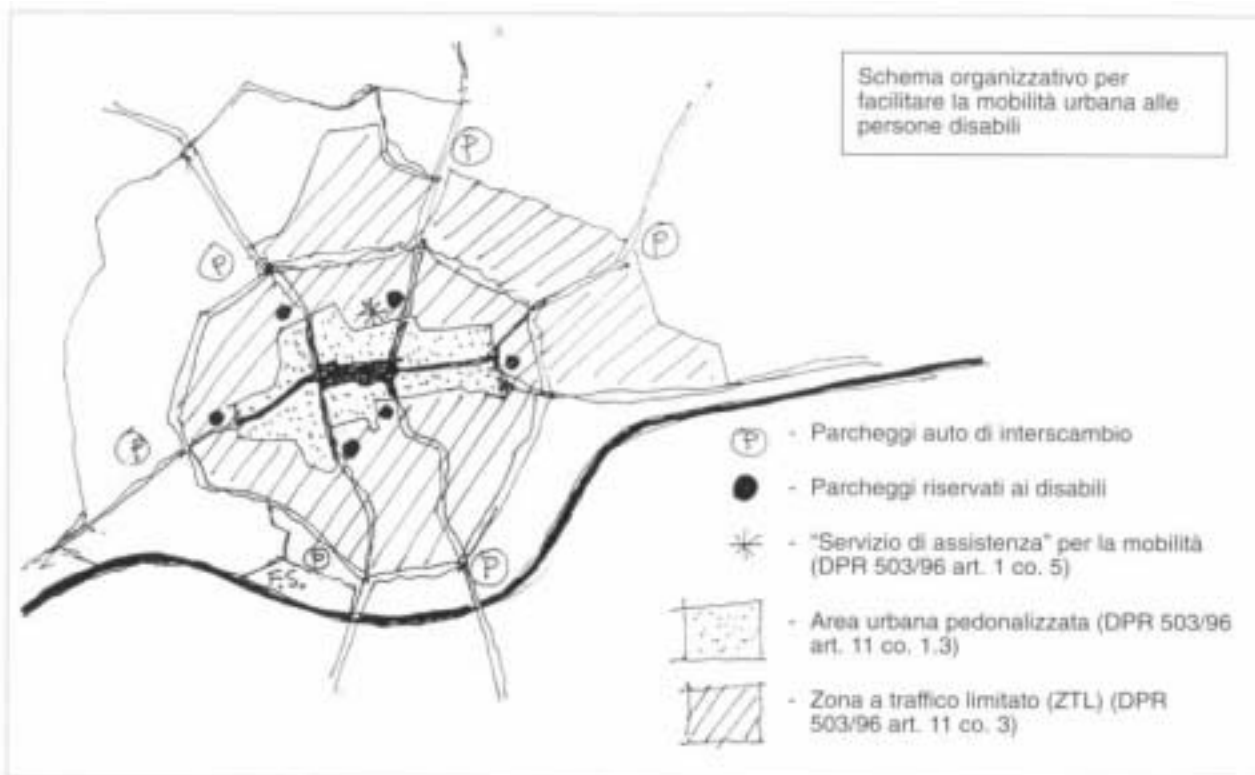 Schema organizzativo per
facilitare la mobilità urbana alle
persone disabili
P
P
P
P
P
P
F.S.
P - Parcheggi auto di interscambio
- Parcheggi riservati ai disabili
- "Servizio di assistenza" per la mobilità
(DPR 503/96 art. 1 co. 5)
- Area urbana pedonalizzata (DPR 503/96
art. 11 co. 1.3)
- Zona a traffico limitato (ZTL) (DPR
503/96 art. 11 co. 3)